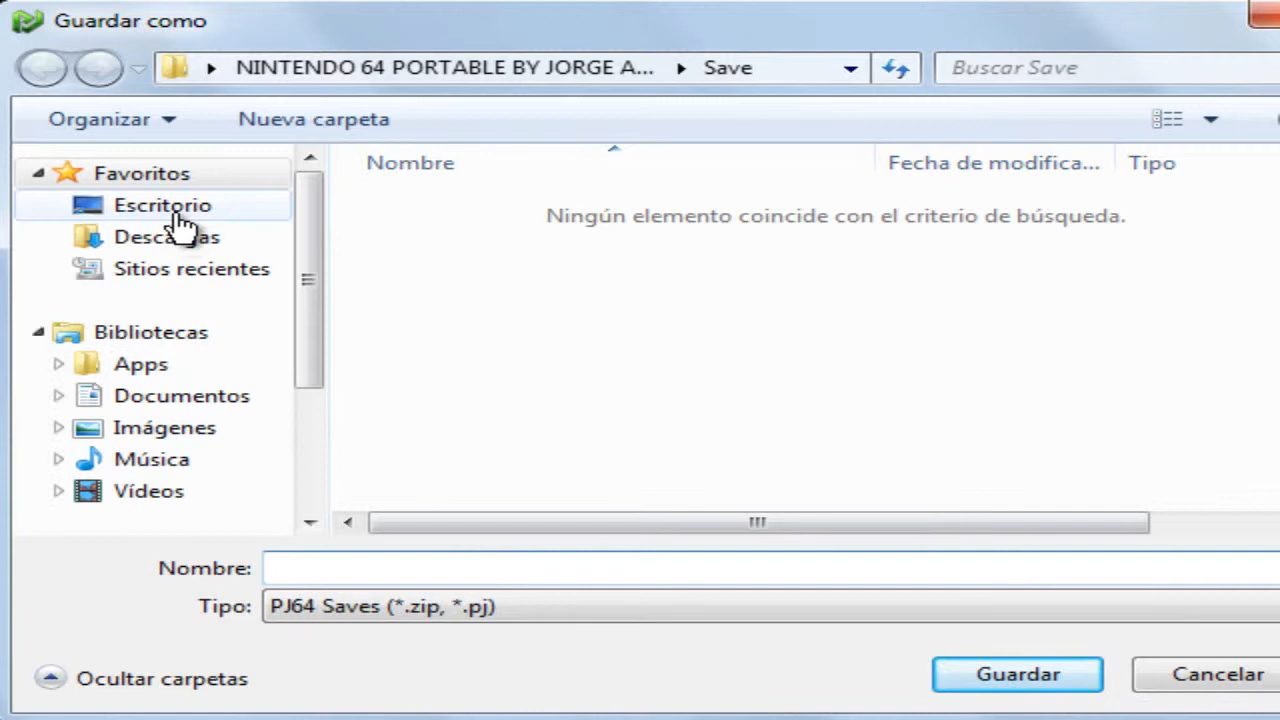 Guardar como
NINTENDO 64 PORTABLE BY JORGE A... Save Buscar Save
Organizar Nueva carpeta
Favoritos
Escritorio
Descargas
Sitios recientes
Bibliotecas
Apps
Documentos
Imágenes
Música
Vídeos
Nombre Fecha de modifica... Tipo
Ningún elemento coincide con el criterio de búsqueda.
Nombre:
Tipo: PJ64 Saves (*.zip, *.pj)
Ocultar carpetas Guardar Cancelar